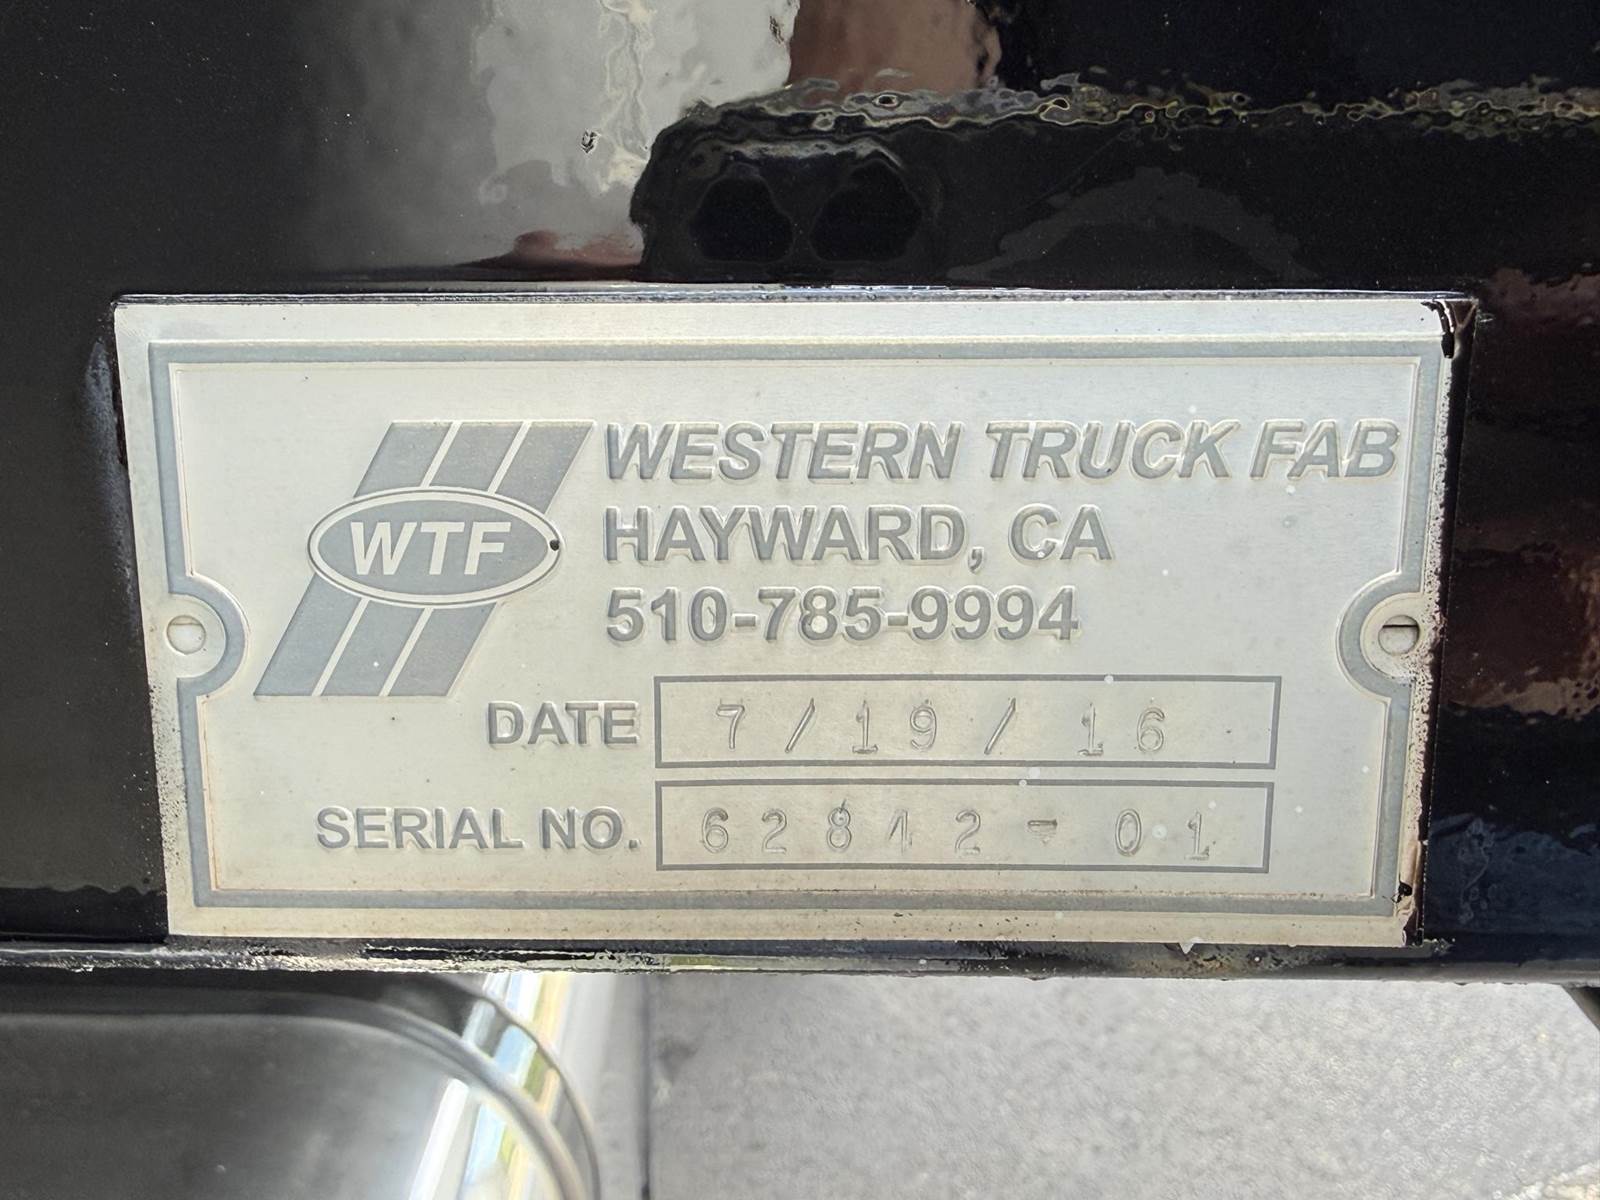 WTF
WESTERN TRUCK FAB
HAYWARD, CA
510-785-9994
DATE 7/19/16
SERIAL NO. 62842-01